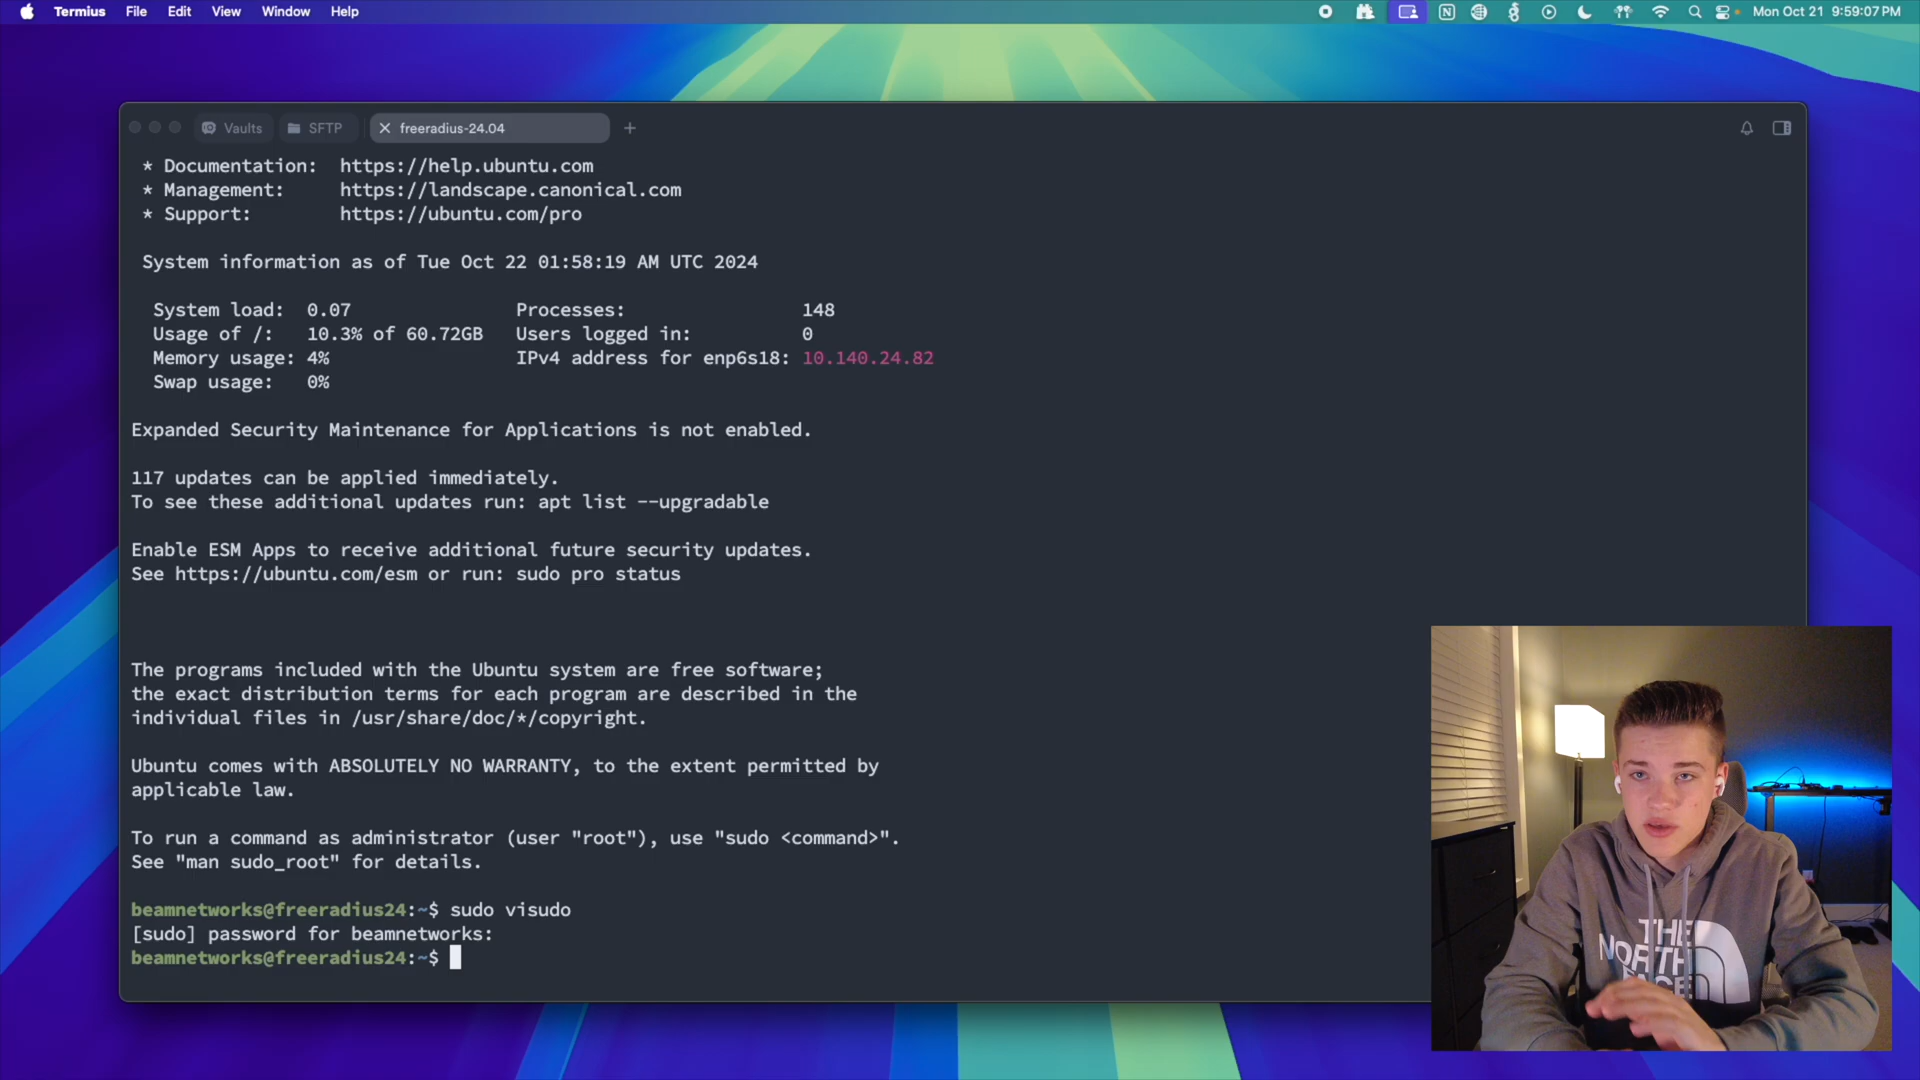 Termius File Edit View Window Help
Mon Oct 21 9:59:07 PM
Vaults SFTP freeradius-24.04
* Documentation: https://help.ubuntu.com
* Management: https://landscape.canonical.com
* Support: https://ubuntu.com/pro
System information as of Tue Oct 22 01:58:19 AM UTC 2024
System load: 0.07 Processes: 148
Usage of /: 10.3% of 60.72GB Users logged in: 0
Memory usage: 4% IPv4 address for enp6s18: 10.140.24.82
Swap usage: 0%
Expanded Security Maintenance for Applications is not enabled.
117 updates can be applied immediately.
To see these additional updates run: apt list --upgradable
Enable ESM Apps to receive additional future security updates.
See https://ubuntu.com/esm or run: sudo pro status
The programs included with the Ubuntu system are free software;
the exact distribution terms for each program are described in the
individual files in /usr/share/doc/*/copyright.
Ubuntu comes with ABSOLUTELY NO WARRANTY, to the extent permitted by
applicable law.
To run a command as administrator (user "root"), use "sudo <command>".
See "man sudo_root" for details.
beamnetworks@freeradius24:~$ sudo visudo
[sudo] password for beamnetworks:
beamnetworks@freeradius24:~$
THE
NORTH
FACE